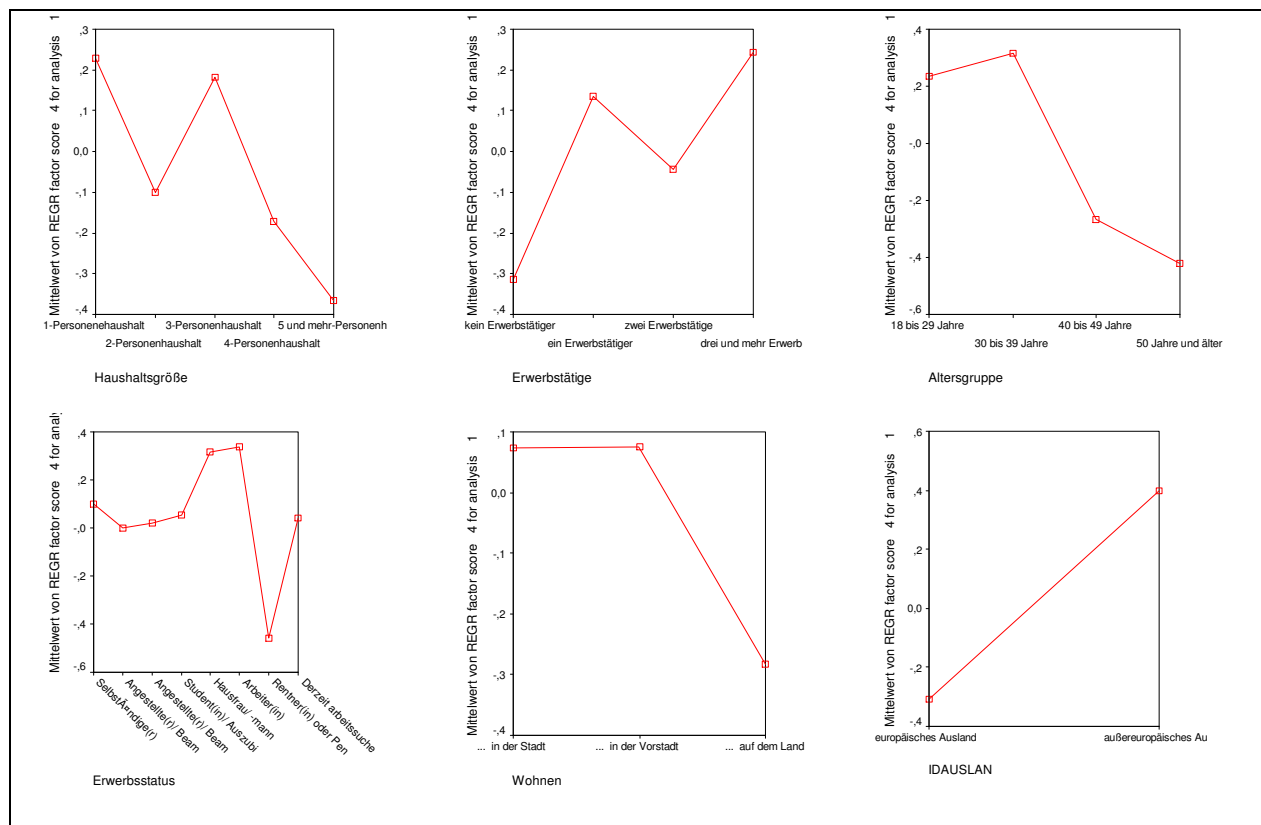 Mittelwert von REGR factor score 4 for analysis 1
,3
,2
,1
0,0
-,1
-,2
-,3
-,4
1-Personenehaushalt
3-Personenhaushalt
5 und mehr-Personenh
2-Personenhaushalt
4-Personenhaushalt
Haushaltsgröße
Mittelwert von REGR factor score 4 for analysis 1
,3
,2
,1
0,0
-,1
-,2
-,3
-,4
kein Erwerbstätiger
zwei Erwerbstätige
ein Erwerbstätiger
drei und mehr Erwerb
Erwerbstätige
Mittelwert von REGR factor score 4 for analysis 1
,4
,2
-,0
-,2
-,4
-,6
18 bis 29 Jahre
40 bis 49 Jahre
30 bis 39 Jahre
50 Jahre und älter
Altersgruppe
Mittelwert von REGR factor score 4 for analy
,4
,2
-,0
-,2
-,4
-,6
SelbstÃ¤ndige(r)
Angestellte(r)/ Beam
Angestellte(r)/ Beam
Student(in)/ Auszubi
Hausfrau/ -mann
Arbeiter(in)
Rentner(in) oder Pen
Derzeit arbeitssuche
Erwerbsstatus
Mittelwert von REGR factor score 4 for analysis 1
,1
0,0
-,1
-,2
-,3
-,4
... in der Stadt
... in der Vorstadt
... auf dem Land
Wohnen
Mittelwert von REGR factor score 4 for analysis 1
,6
,4
,2
0,0
-,2
-,4
europäisches Ausland
außereuropäisches Au
IDAUSLAN